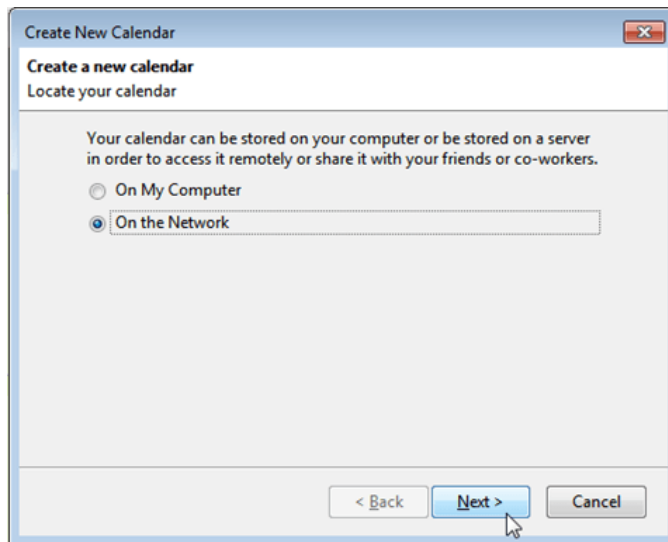 Create New Calendar
Create a new calendar
Locate your calendar
Your calendar can be stored on your computer or be stored on a server
in order to access it remotely or share it with your friends or co-workers.
On My Computer
On the Network
< Back Next > Cancel